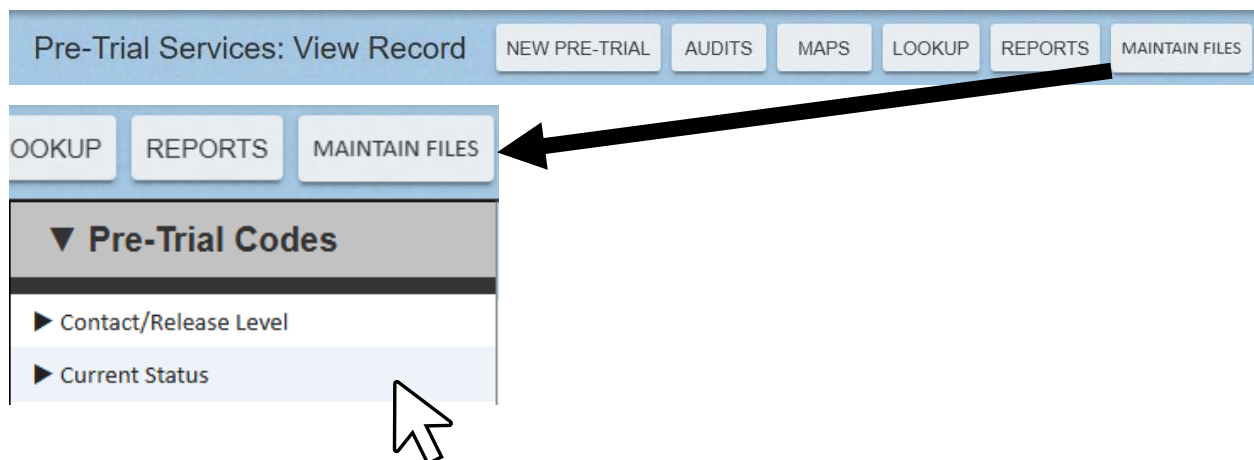 Pre-Trial Services: View Record NEW PRE-TRIAL AUDITS MAPS LOOKUP REPORTS MAINTAIN FILES
OOKUP REPORTS MAINTAIN FILES
▼ Pre-Trial Codes
▶ Contact/Release Level
▶ Current Status